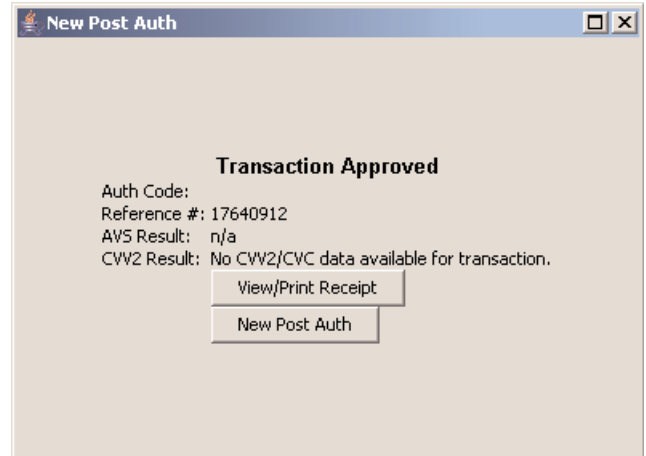 New Post Auth
Transaction Approved
Auth Code:
Reference #: 17640912
AVS Result: n/a
CVV2 Result: No CVV2/CVC data available for transaction.
View/Print Receipt
New Post Auth